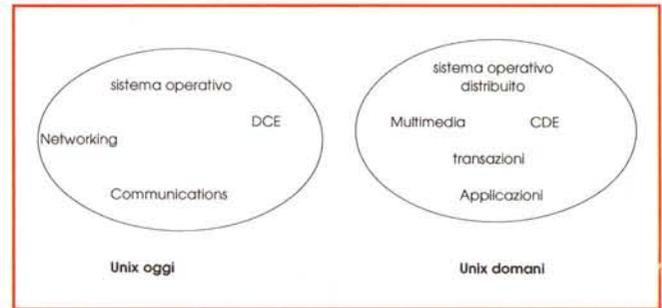 sistema operativo
DCE
Networking
Communications
Unix oggi
sistema operativo
distribuito
Multimedia CDE
transazioni
Applicazioni
Unix domani